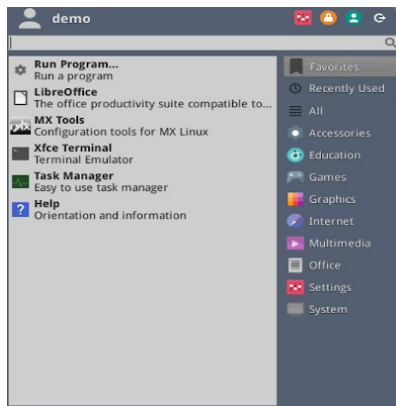 demo
Run Program...
Run a program
LibreOffice
The office productivity suite compatible to...
MX Tools
Configuration tools for MX Linux
Xfce Terminal
Terminal Emulator
Task Manager
Easy to use task manager
Help
Orientation and information
Favorites
Recently Used
All
Accessories
Education
Games
Graphics
Internet
Multimedia
Office
Settings
System